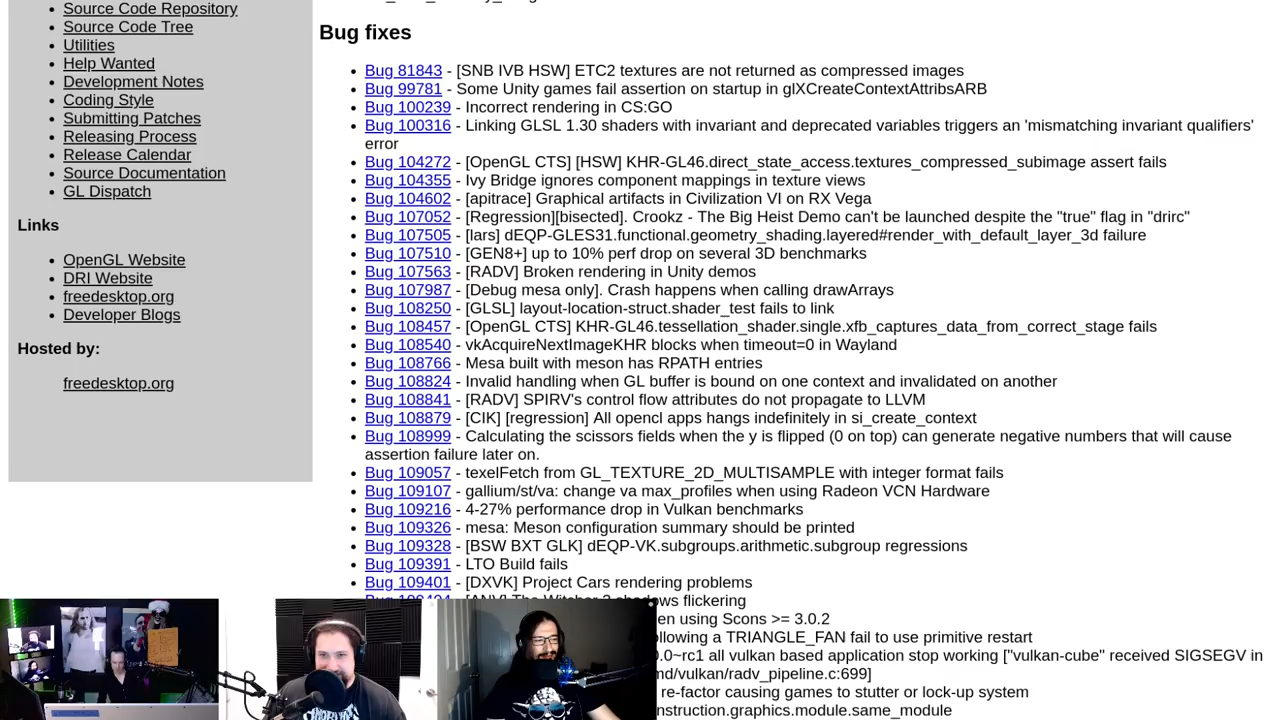 Source Code Repository
Source Code Tree
Utilities
Help Wanted
Development Notes
Coding Style
Submitting Patches
Releasing Process
Release Calendar
Source Documentation
GL Dispatch
Links
OpenGL Website
DRI Website
freedesktop.org
Developer Blogs
Hosted by:
freedesktop.org
Bug fixes
Bug 81843 - [SNB IVB HSW] ETC2 textures are not returned as compressed images
Bug 99781 - Some Unity games fail assertion on startup in glXCreateContextAttribsARB
Bug 100239 - Incorrect rendering in CS:GO
Bug 100316 - Linking GLSL 1.30 shaders with invariant and deprecated variables triggers an 'mismatching invariant qualifiers'
error
Bug 104272 - [OpenGL CTS] [HSW] KHR-GL46.direct_state_access.textures_compressed_subimage assert fails
Bug 104355 - Ivy Bridge ignores component mappings in texture views
Bug 104602 - [apitrace] Graphical artifacts in Civilization VI on RX Vega
Bug 107052 - [Regression][bisected]. Crookz - The Big Heist Demo can't be launched despite the "true" flag in "drirc"
Bug 107505 - [lars] dEQP-GLES31.functional.geometry_shading.layered#render_with_default_layer_3d failure
Bug 107510 - [GEN8+] up to 10% perf drop on several 3D benchmarks
Bug 107563 - [RADV] Broken rendering in Unity demos
Bug 107987 - [Debug mesa only]. Crash happens when calling drawArrays
Bug 108250 - [GLSL] layout-location-struct.shader_test fails to link
Bug 108457 - [OpenGL CTS] KHR-GL46.tessellation_shader.single.xfb_captures_data_from_correct_stage fails
Bug 108540 - vkAcquireNextImageKHR blocks when timeout=0 in Wayland
Bug 108766 - Mesa built with meson has RPATH entries
Bug 108824 - Invalid handling when GL buffer is bound on one context and invalidated on another
Bug 108841 - [RADV] SPIRV's control flow attributes do not propagate to LLVM
Bug 108879 - [CIK] [regression] All opencl apps hangs indefinitely in si_create_context
Bug 108999 - Calculating the scissors fields when the y is flipped (0 on top) can generate negative numbers that will cause
assertion failure later on.
Bug 109057 - texelFetch from GL_TEXTURE_2D_MULTISAMPLE with integer format fails
Bug 109107 - gallium/st/va: change va max_profiles when using Radeon VCN Hardware
Bug 109216 - 4-27% performance drop in Vulkan benchmarks
Bug 109326 - mesa: Meson configuration summary should be printed
Bug 109328 - [BSW BXT GLK] dEQP-VK.subgroups.arithmetic.subgroup regressions
Bug 109391 - LTO Build fails
Bug 109401 - [DXVK] Project Cars rendering problems
flickering
en using Scons >= 3.0.2
ollowing a TRIANGLE_FAN fail to use primitive restart
0.0~rc1 all vulkan based application stop working ["vulkan-cube" received SIGSEGV in
nd/vulkan/radv_pipeline.c:699]
re-factor causing games to stutter or lock-up system
nstruction.graphics.module.same_module